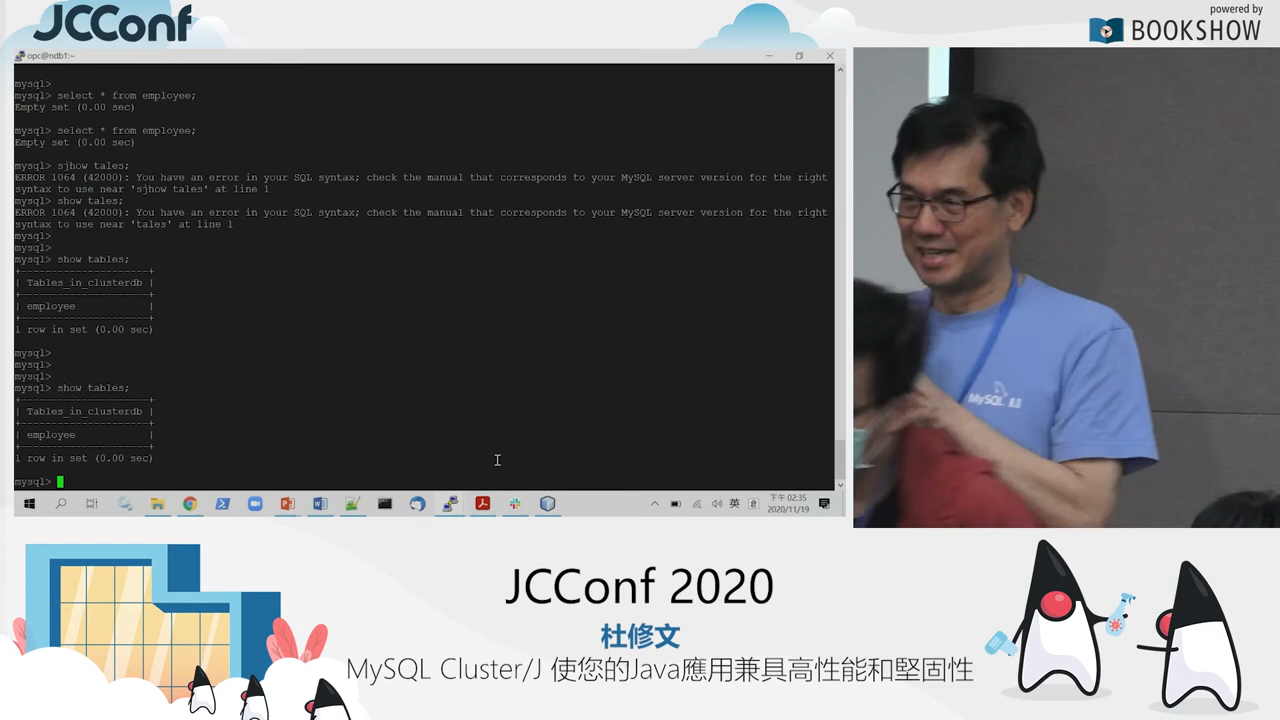 JCConf
powered by
BOOKSHOW
opc@ndb1:~
mysql>
mysql> select * from employee;
Empty set (0.00 sec)
mysql> select * from employee;
Empty set (0.00 sec)
mysql> sjhow tales;
ERROR 1064 (42000): You have an error in your SQL syntax; check the manual that corresponds to your MySQL server version for the right
syntax to use near 'sjhow tales' at line 1
mysql> show tales;
ERROR 1064 (42000): You have an error in your SQL syntax; check the manual that corresponds to your MySQL server version for the right
syntax to use near 'tales' at line 1
mysql>
mysql>
mysql> show tables;
+---------------------+
| Tables_in_clusterdb |
+---------------------+
| employee |
+---------------------+
1 row in set (0.00 sec)
mysql>
mysql>
mysql>
mysql> show tables;
+---------------------+
| Tables_in_clusterdb |
+---------------------+
| employee |
+---------------------+
1 row in set (0.00 sec)
mysql>
英
下午 02:35
2020/11/19
MySQL
JCConf 2020
杜修文
MySQL Cluster/J 使您的Java應用兼具高性能和堅固性